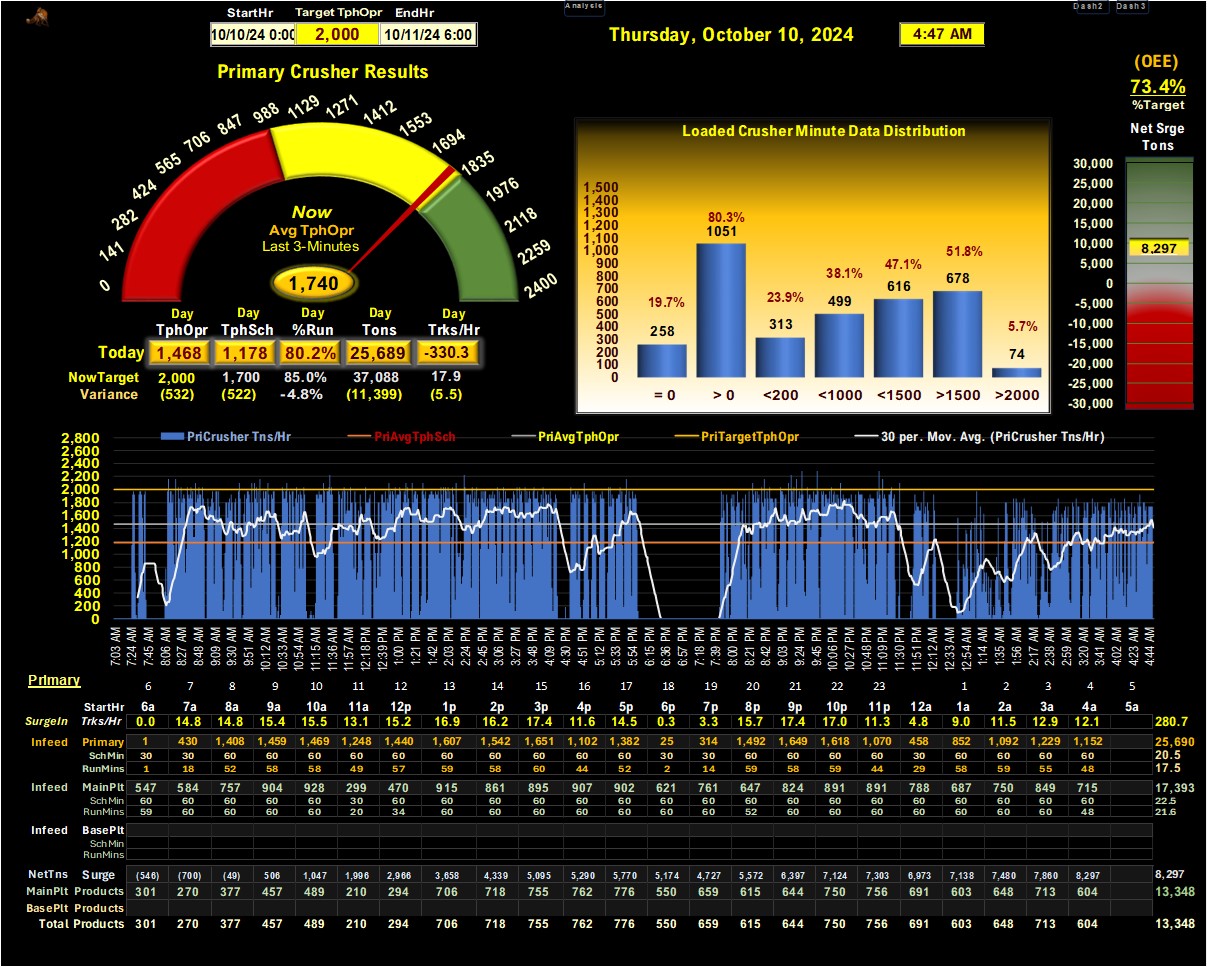 Analysis Dash2 Dash3
StartHr Target TphOpr EndHr
10/10/24 0:00 2,000 10/11/24 6:00
Thursday, October 10, 2024 4:47 AM
Primary Crusher Results
0 141 282 424 565 706 847 988 1129 1271 1412 1553 1694 1835 1976 2118 2259 2400
Now
Avg TphOpr
Last 3-Minutes
1,740
Day Day Day Day Day
TphOpr TphSch %Run Tons Trks/Hr
Today 1,468 1,178 80.2% 25,689 -330.3
NowTarget 2,000 1,700 85.0% 37,088 17.9
Variance (532) (522) -4.8% (11,399) (5.5)
Loaded Crusher Minute Data Distribution
1,500
1,400
1,300
1,200
1,100
1,000
900
800
700
600
500
400
300
200
100
0
19.7% 80.3% 23.9% 38.1% 47.1% 51.8% 5.7%
258 1051 313 499 616 678 74
= 0 > 0 <200 <1000 <1500 >1500 >2000
(OEE)
73.4%
%Target
Net Srge
Tons
30,000
25,000
20,000
15,000
10,000
8.297
5,000
0
-5,000
-10,000
-15,000
-20,000
-25,000
-30,000
PriCrusher Tns/Hr PriAvgTphSch PriAvgTphOpr PriTargetTphOpr 30 per. Mov. Avg. (PriCrusher Tns/Hr)
2,800
2,600
2,400
2,200
2,000
1,800
1,600
1,400
1,200
1,000
800
600
400
200
0
7:03 AM 7:24 AM 7:45 AM 8:06 AM 8:27 AM 8:48 AM 9:09 AM 9:30 AM 9:51 AM 10:12 AM 10:33 AM 10:54 AM 11:15 AM 11:36 AM 11:57 AM 12:18 PM 12:39 PM 1:00 PM 1:21 PM 1:42 PM 2:03 PM 2:24 PM 2:45 PM 3:06 PM 3:27 PM 3:48 PM 4:09 PM 4:30 PM 4:51 PM 5:12 PM 5:33 PM 5:54 PM 6:15 PM 6:36 PM 6:57 PM 7:18 PM 7:39 PM 8:00 PM 8:21 PM 8:42 PM 9:03 PM 9:24 PM 9:45 PM 10:06 PM 10:27 PM 10:48 PM 11:09 PM 11:30 PM 11:51 PM 12:12 AM 12:33 AM 12:54 AM 1:14 AM 1:35 AM 1:56 AM 2:17 AM 2:38 AM 2:59 AM 3:20 AM 3:41 AM 4:02 AM 4:23 AM 4:44 AM
Primary
6 7 8 9 10 11 12 13 14 15 16 17 18 19 20 21 22 23 1 2 3 4 5
StartHr 6a 7a 8a 9a 10a 11a 12p 1p 2p 3p 4p 5p 6p 7p 8p 9p 10p 11p 12a 1a 2a 3a 4a 5a
SurgeIn Trks/Hr 0.0 14.8 14.8 15.4 15.5 13.1 15.2 16.9 16.2 17.4 11.6 14.5 0.3 3.3 15.7 17.4 17.0 11.3 4.8 9.0 11.5 12.9 12.1 280.7
Infeed Primary 1 430 1,408 1,459 1,469 1,248 1,440 1,607 1,542 1,651 1,102 1,382 25 314 1,492 1,649 1,618 1,070 458 852 1,092 1,229 1,152 25,690
SchMin 30 30 60 60 60 60 60 60 60 60 60 60 30 30 60 60 60 60 30 60 60 60 60 20.5
RunMins 1 18 52 58 58 49 57 59 58 60 44 52 2 14 59 58 59 44 29 58 59 55 48 17.5
Infeed MainPlt 547 584 757 904 928 299 470 915 861 895 907 902 621 761 647 824 891 891 788 687 750 849 715 17,393
SchMin 60 60 60 60 60 30 60 60 60 60 60 60 60 60 60 60 60 60 60 60 60 60 60 22.5
RunMins 59 60 60 60 60 20 34 60 60 60 60 60 60 60 52 60 60 60 60 60 60 60 48 21.6
Infeed BasePlt
SchMin
RunMins
NetTns Surge (546) (700) (49) 506 1,047 1,996 2,966 3,658 4,339 5,095 5,290 5,770 5,174 4,727 5,572 6,397 7,124 7,303 6,973 7,138 7,480 7,860 8,297 8,297
MainPlt Products 301 270 377 457 489 210 294 706 718 755 762 776 550 659 615 644 750 756 691 603 648 713 604 13,348
BasePlt Products
Total Products 301 270 377 457 489 210 294 706 718 755 762 776 550 659 615 644 750 756 691 603 648 713 604 13,348